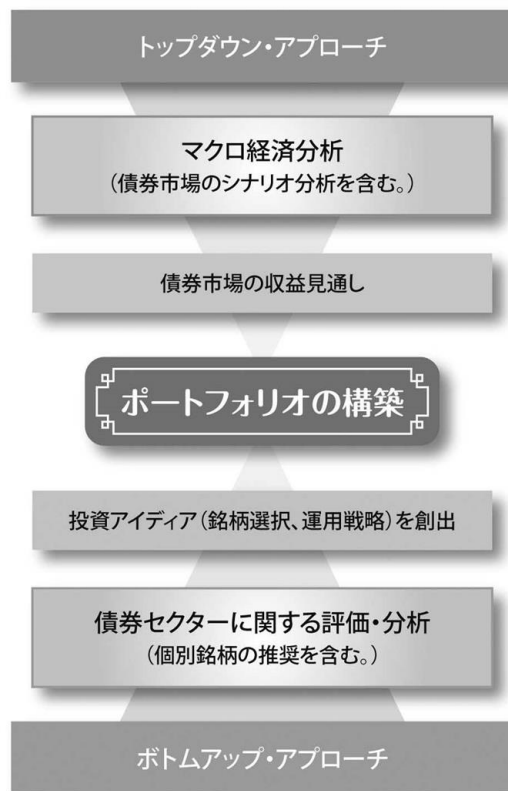 トップダウン・アプローチ
マクロ経済分析
(債券市場のシナリオ分析を含む。)
債券市場の収益見通し
ポートフォリオの構築
投資アイディア(銘柄選択、運用戦略)を創出
債券セクターに関する評価・分析
(個別銘柄の推奨を含む。)
ボトムアップ・アプローチ